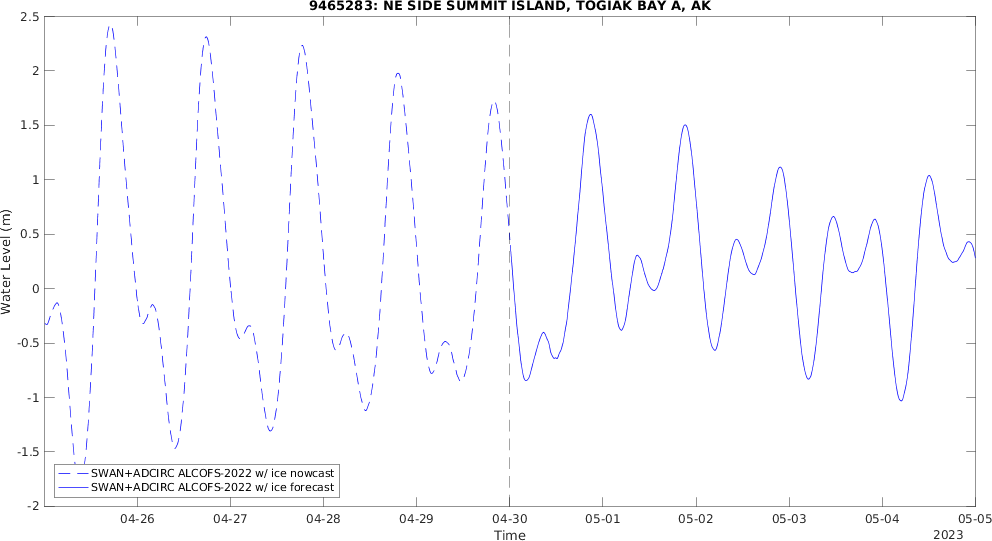 9465283: NE SIDE SUMMIT ISLAND, TOGIAK BAY A, AK
2.5
2
1.5
1
0.5
0
-0.5
-1
-1.5
-2
Water Level (m)
SWAN+ADCIRC ALCOFS-2022 w/ ice nowcast
SWAN+ADCIRC ALCOFS-2022 w/ ice forecast
04-26 04-27 04-28 04-29 04-30 05-01 05-02 05-03 05-04 05-05
Time
2023